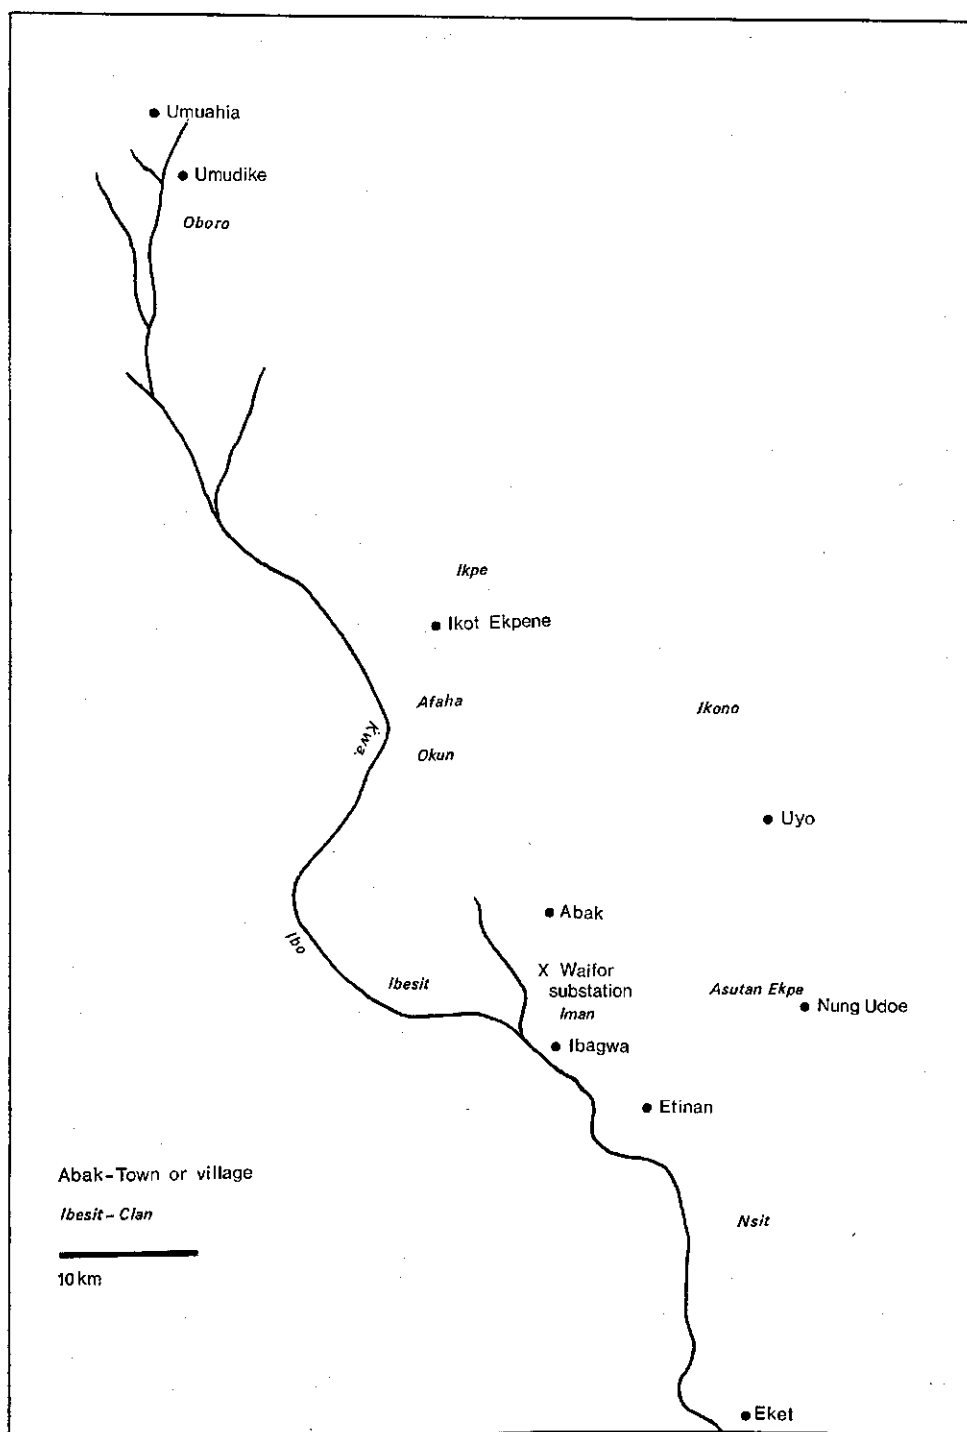 Umuahia
Umudike
Oboro
Ikpe
Ikot Ekpene
Afaha
Ikono
Kwa.
Okun
Uyo
Abak
Ibo
X Waifor
substation
Ibesit
Asutan Ekpe
Nung Udoe
Iman
Ibagwa
Etinan
Abak-Town or village
Ibesit-Clan
Nsit
10 km
Eket